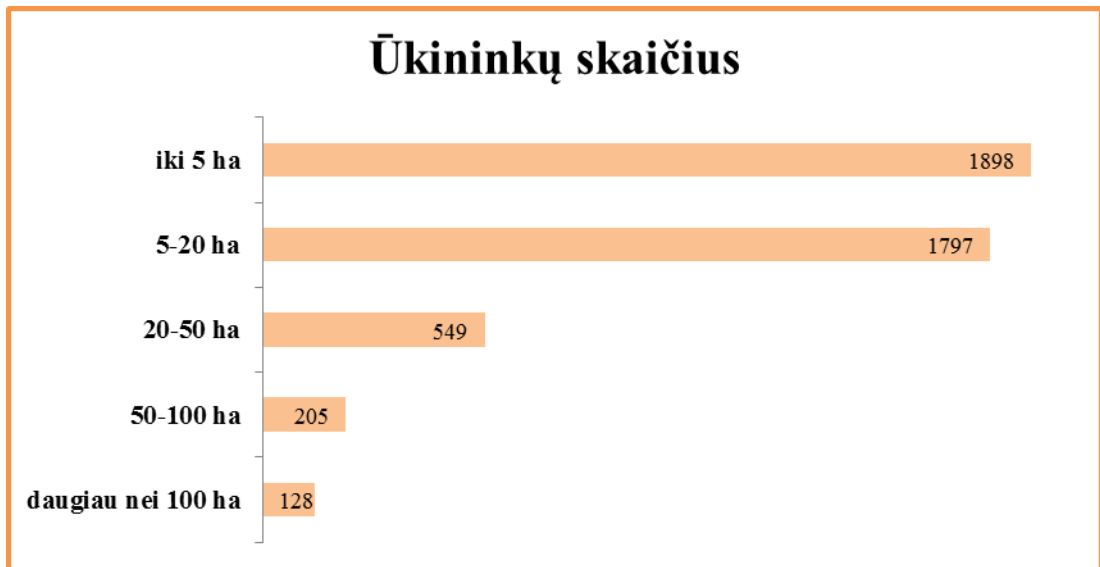 Ūkininkų skaičius
iki 5 ha 1898
5-20 ha 1797
20-50 ha 549
50-100 ha 205
daugiau nei 100 ha 128